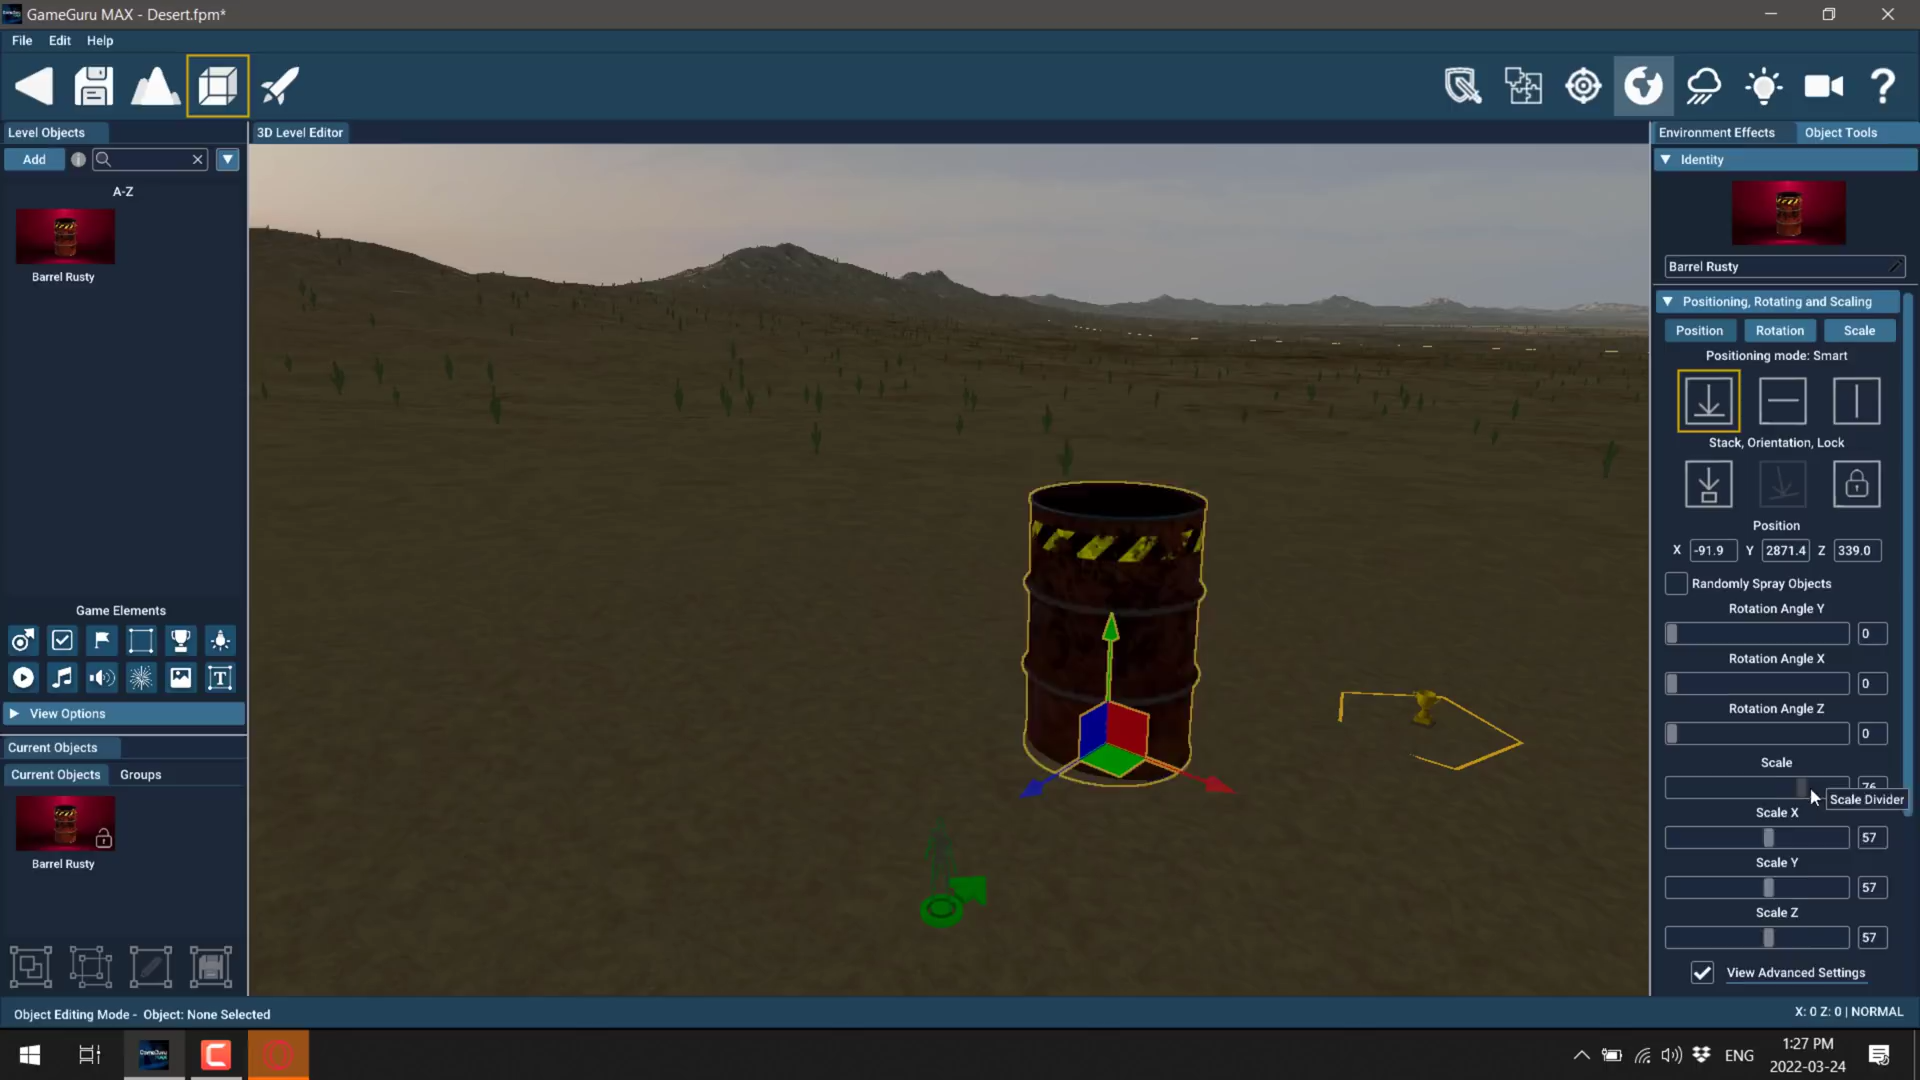 GameGuru MAX - Desert.fpm*
File Edit Help
Level Objects
3D Level Editor
Environment Effects Object Tools
Add
A-Z
Barrel Rusty
Game Elements
View Options
Current Objects
Current Objects Groups
Barrel Rusty
Identity
Barrel Rusty
Positioning, Rotating and Scaling
Position Rotation Scale
Positioning mode: Smart
Stack, Orientation, Lock
Position
X -91.9 Y 2871.4 Z 339.0
Randomly Spray Objects
Rotation Angle Y
0
Rotation Angle X
0
Rotation Angle Z
0
Scale
76
Scale Divider
Scale X
57
Scale Y
57
Scale Z
57
View Advanced Settings
Object Editing Mode - Object: None Selected
X: 0 Z: 0 | NORMAL
ENG
1:27 PM
2022-03-24